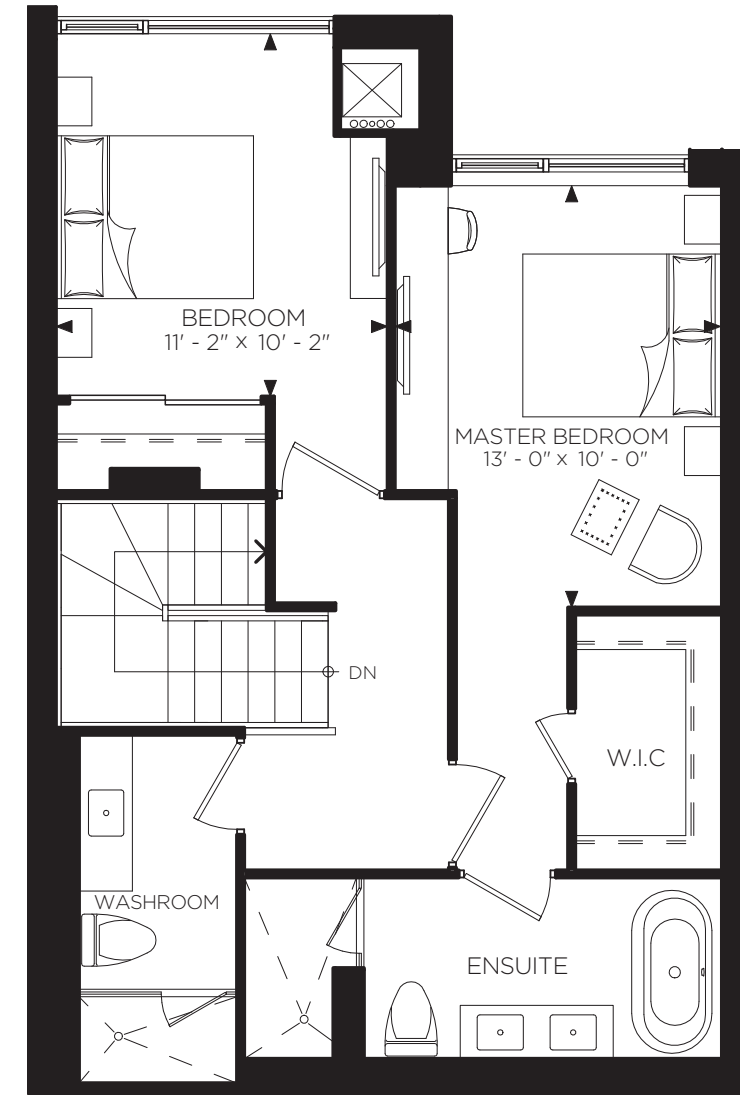 BEDROOM
11' - 2" x 10' - 2"
MASTER BEDROOM
13' - 0" x 10' - 0"
DN
W.I.C
WASHROOM
ENSUITE